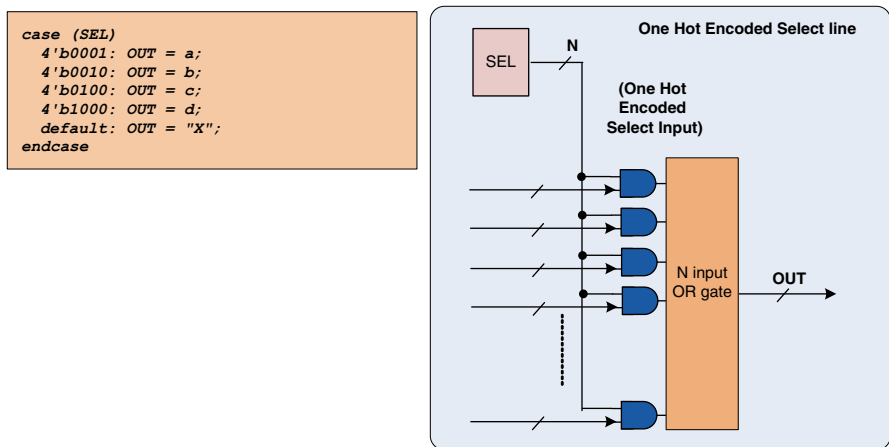 case (SEL)
4'b0001: OUT = a;
4'b0010: OUT = b;
4'b0100: OUT = c;
4'b1000: OUT = d;
default: OUT = "X";
endcase
One Hot Encoded Select line
N
SEL
(One Hot
Encoded
Select Input)
N input
OR gate
OUT